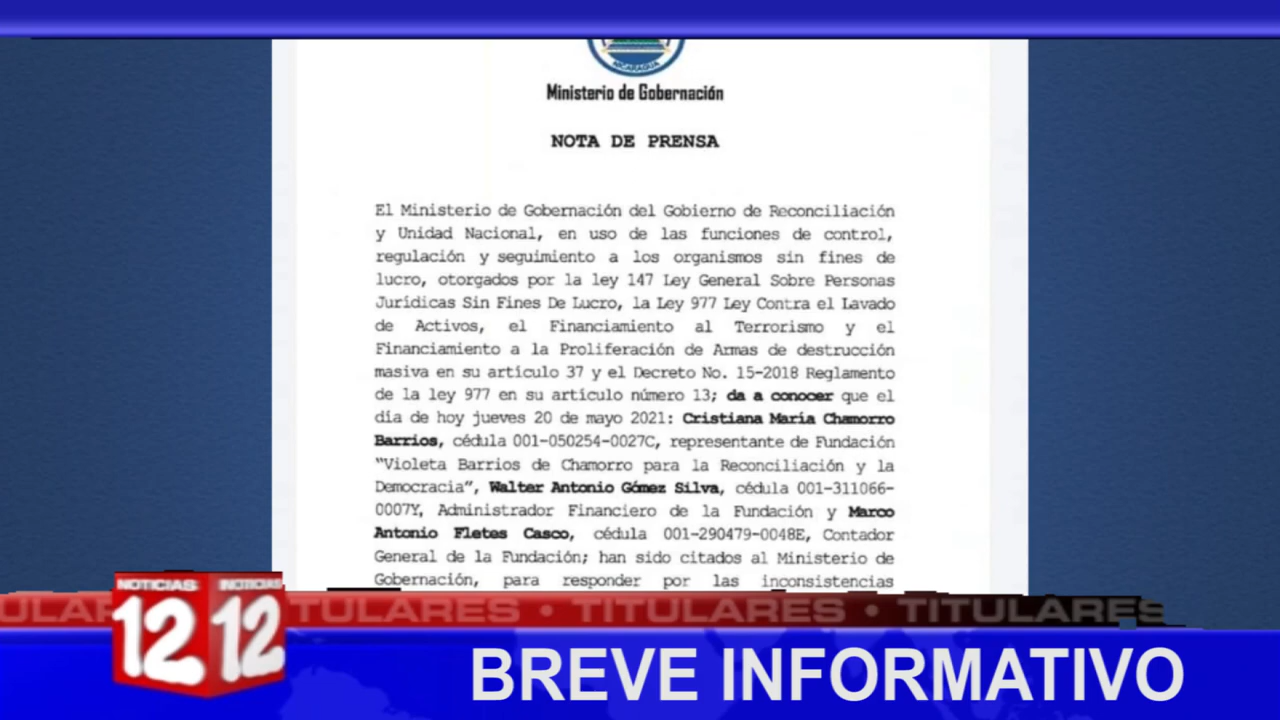 NICARAGUA
Ministerio de Gobernación
NOTA DE PRENSA
El Ministerio de Gobernación del Gobierno de Reconciliación
y Unidad Nacional, en uso de las funciones de control,
regulación y seguimiento a los organismos sin fines de
lucro, otorgados por la ley 147 Ley General Sobre Personas
Jurídicas Sin Fines De Lucro, la Ley 977 Ley Contra el Lavado
de Activos, el Financiamiento al Terrorismo y el
Financiamiento a la Proliferación de Armas de destrucción
masiva en su artículo 37 y el Decreto No. 15-2018 Reglamento
de la ley 977 en su artículo número 13; da a conocer que el
día de hoy jueves 20 de mayo 2021: Cristiana María Chamorro
Barrios, cédula 001-050254-0027C, representante de Fundación
"Violeta Barrios de Chamorro para la Reconciliación y la
Democracia", Walter Antonio Gómez Silva, cédula 001-311066-
0007Y, Administrador Financiero de la Fundación y Marco
Antonio Fletes Casco, cédula 001-290479-0048E, Contador
General de la Fundación; han sido citados al Ministerio de
Gobernación, para responder por las inconsistencias
NOTICIAS NOTICIAS
12 12
ULAR TULARES • TITULARES • TITULARES
BREVE INFORMATIVO